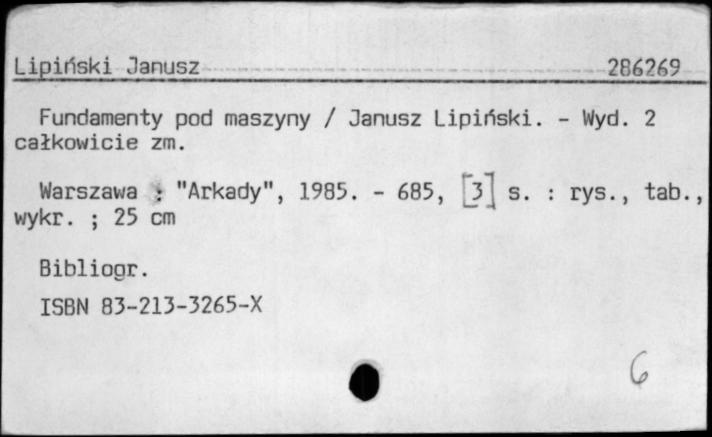 Lipiński Janusz 286269
Fundamenty pod maszyny / Janusz Lipiński. - Wyd. 2
całkowicie zm.
Warszawa : "Arkady", 1985. - 685, [3] s. : rys., tab.,
wykr. ; 25 cm
Bibliogr.
ISBN 83-213-3265-X
6